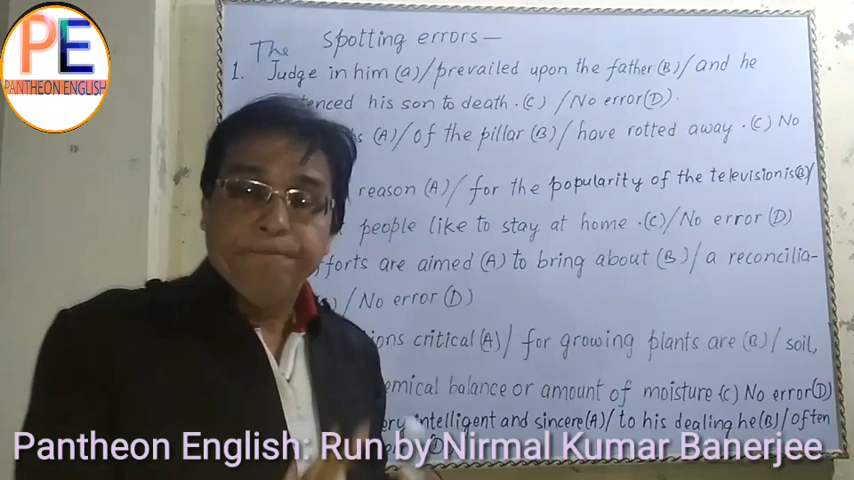 PE
PANTHEON ENGLISH
Spotting errors—
The
1. Judge in him (a)/prevailed upon the father (B)/and he
his son to death. (C) /No error(D).
(A)/of the pillar (B)/have rotted away. (C) No
reason (A)/for the popularity of the television is(B)/
people like to stay at home. (C)/No error (D)
are aimed (A) to bring about (B)/a reconcilia-
/No error (D)
critical (A)/for growing plants are (B)/soil,
balance or amount of moisture (C) No error(D)
intelligent and sincere(A)/to his dealing he(B)/often
Pantheon English: Run by Nirmal Kumar Banerjee